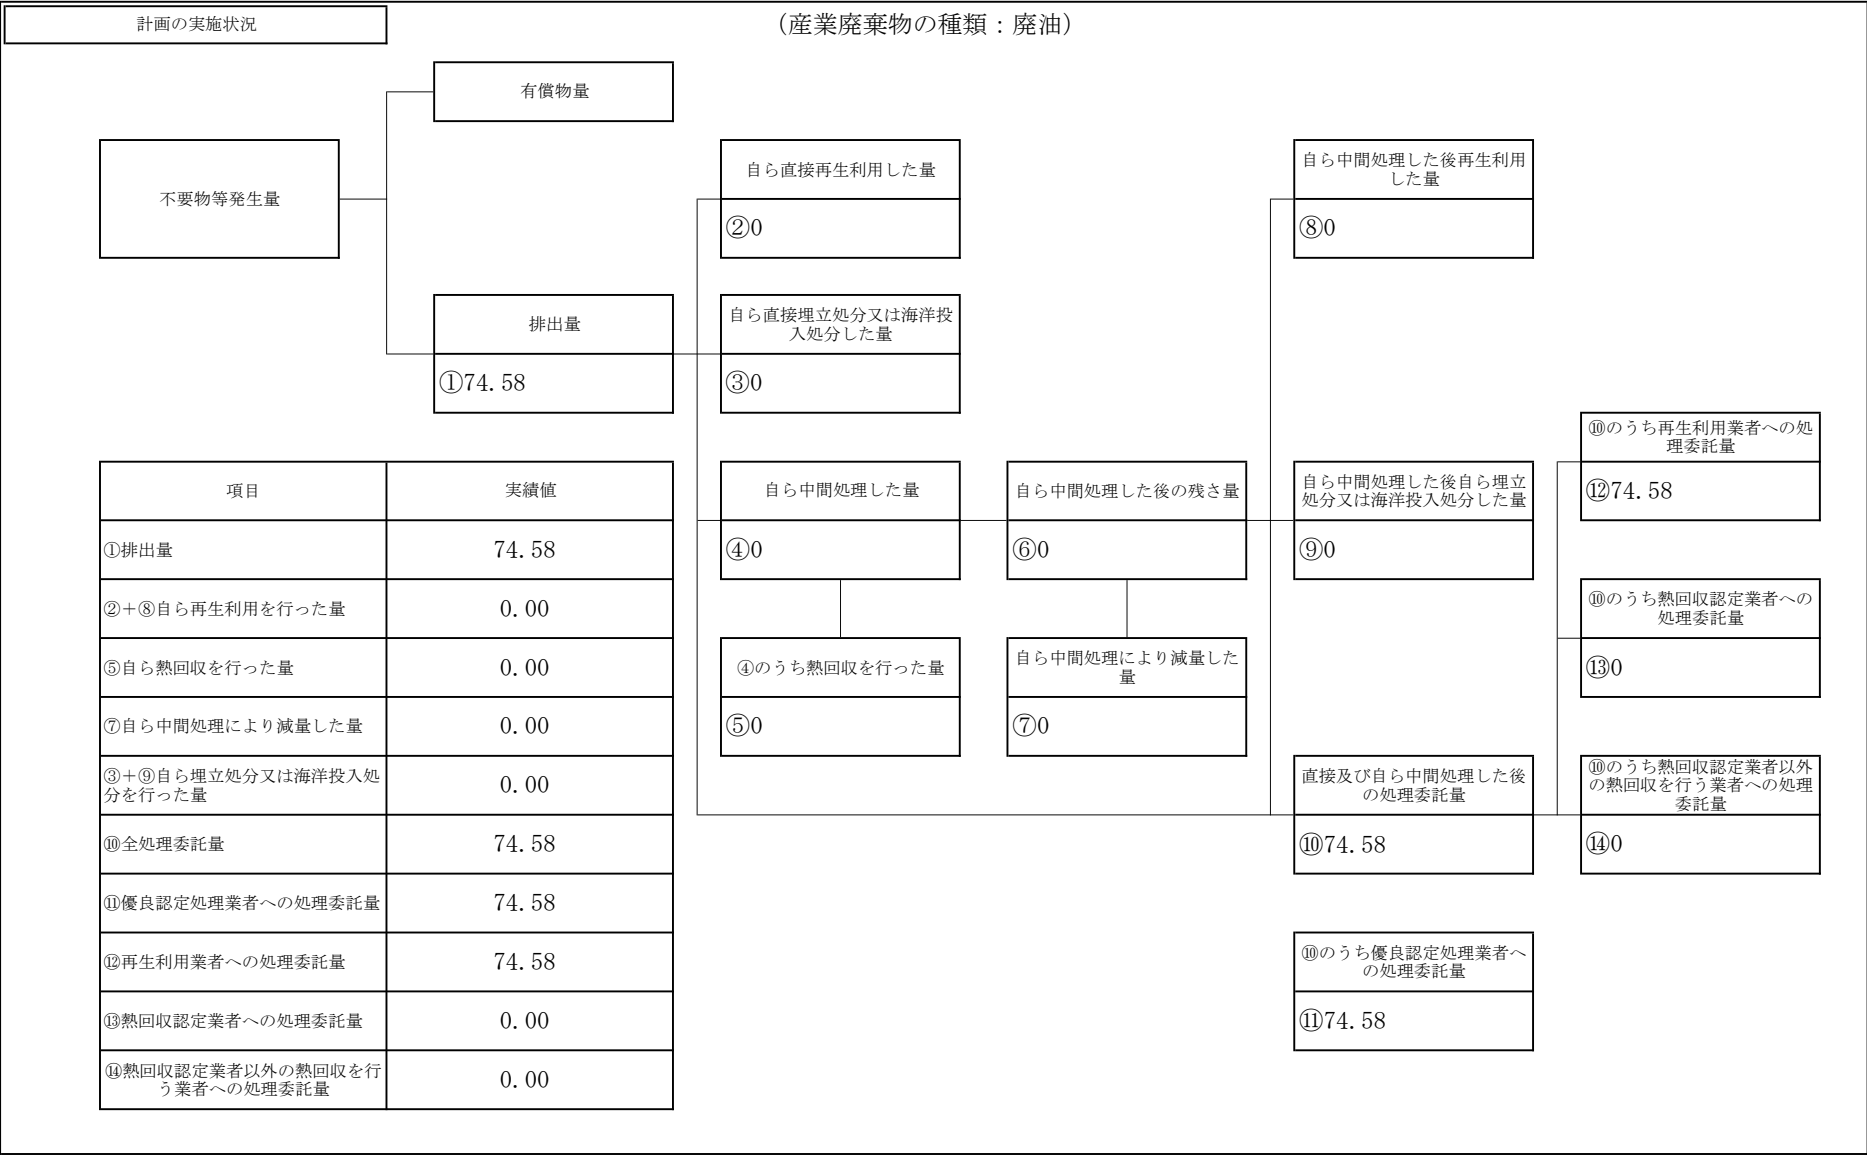 計画の実施状況
（産業廃棄物の種類：廃油）
有償物量
不要物等発生量
自ら直接再生利用した量
②0
自ら中間処理した後再生利用
した量
⑧0
排出量
①74.58
自ら直接埋立処分又は海洋投
入処分した量
③0
⑩のうち再生利用業者への処
理委託量
⑫74.58
自ら中間処理した量
④0
自ら中間処理した後の残さ量
⑥0
自ら中間処理した後自ら埋立
処分又は海洋投入処分した量
⑨0
⑩のうち熱回収認定業者への
処理委託量
⑬0
④のうち熱回収を行った量
⑤0
自ら中間処理により減量した
量
⑦0
直接及び自ら中間処理した後
の処理委託量
⑩74.58
⑩のうち熱回収認定業者以外
の熱回収を行う業者への処理
委託量
⑭0
⑩のうち優良認定処理業者へ
の処理委託量
⑪74.58
項目 実績値
①排出量 74.58
②＋⑧自ら再生利用を行った量 0.00
⑤自ら熱回収を行った量 0.00
⑦自ら中間処理により減量した量 0.00
③＋⑨自ら埋立処分又は海洋投入処
分を行った量 0.00
⑩全処理委託量 74.58
⑪優良認定処理業者への処理委託量 74.58
⑫再生利用業者への処理委託量 74.58
⑬熱回収認定業者への処理委託量 0.00
⑭熱回収認定業者以外の熱回収を行
う業者への処理委託量 0.00